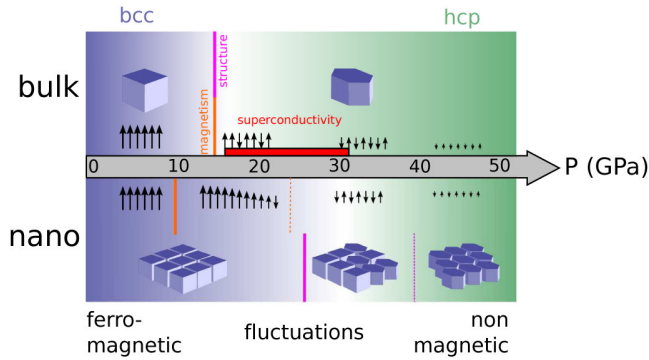 bcc
hcp
bulk
structure
magnetism
superconductivity
0 10 20 30 40 50
P (GPa)
nano
ferro-
magnetic
fluctuations
non
magnetic